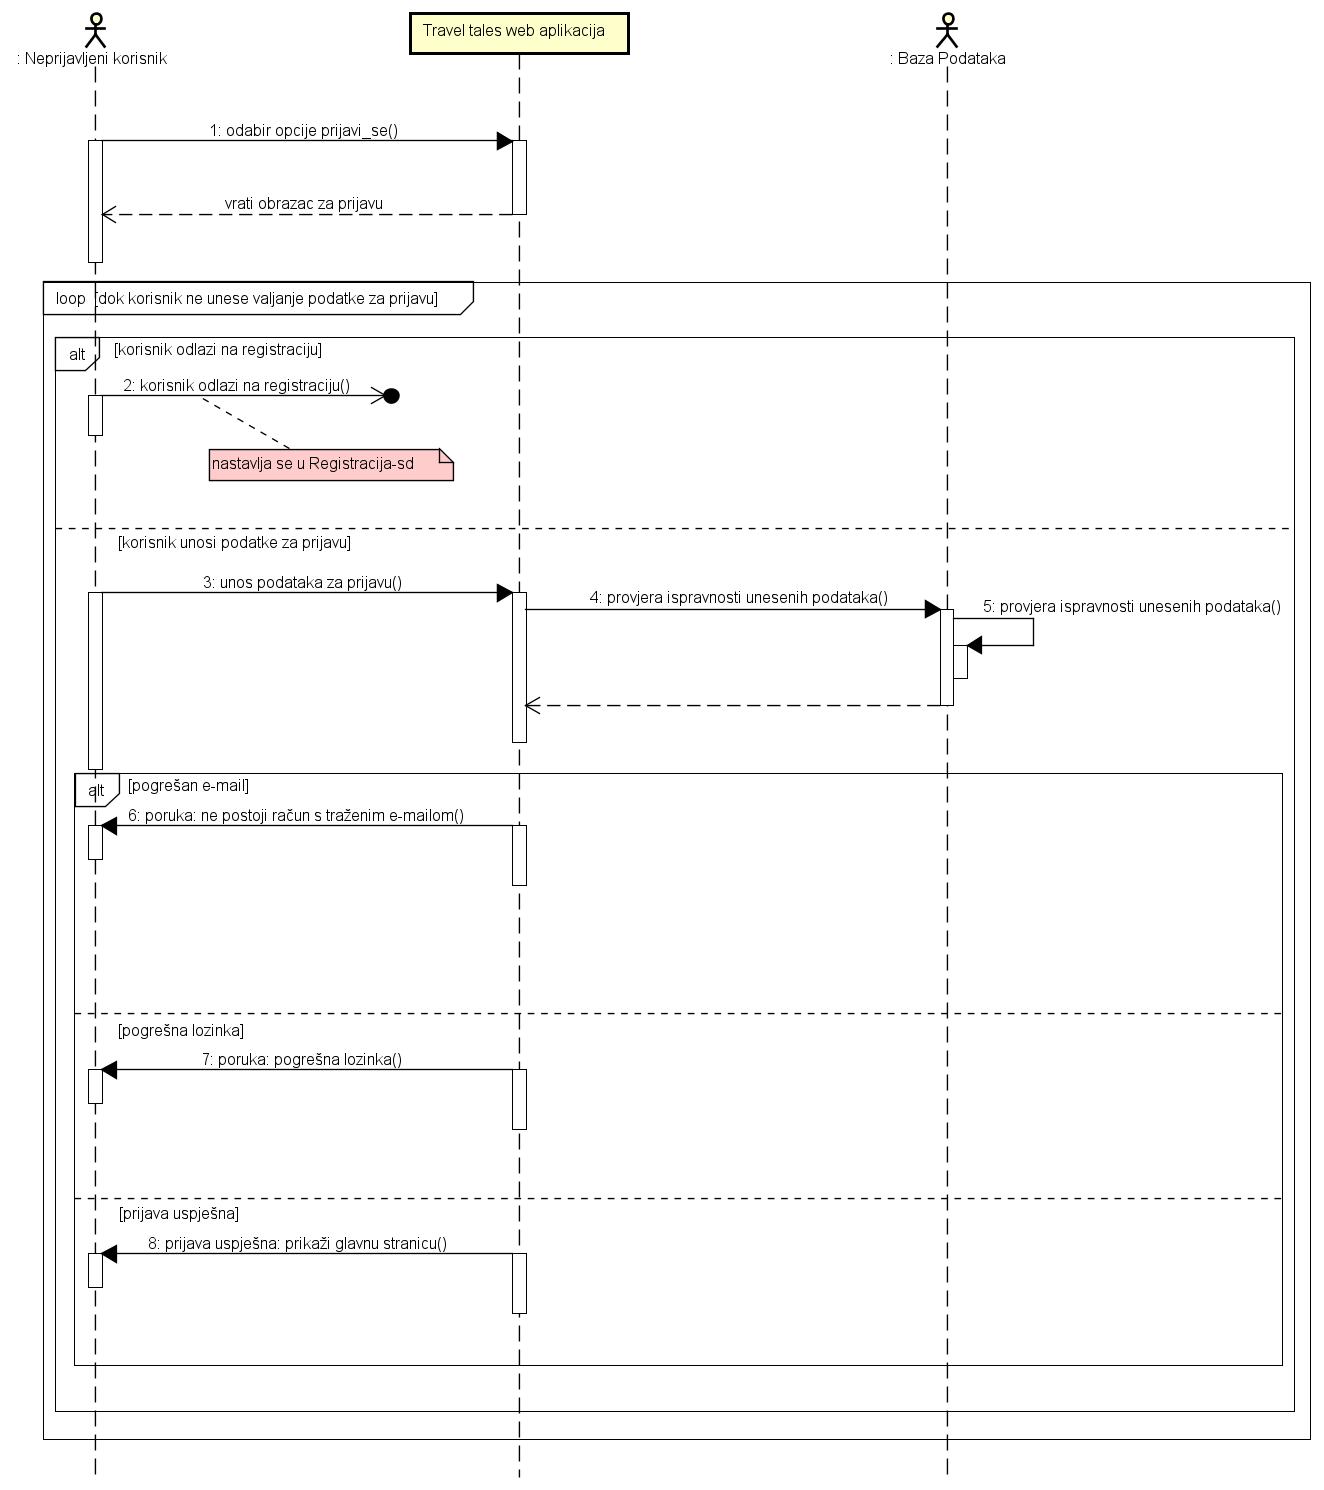 : Neprijavljeni korisnik
Travel tales web aplikacija
: Baza Podataka
1: odabir opcije prijavi_se()
vrati obrazac za prijavu
loop [dok korisnik ne unese valjanje podatke za prijavu]
alt [korisnik odlazi na registraciju]
2: korisnik odlazi na registraciju()
nastavlja se u Registracija-sd
[korisnik unosi podatke za prijavu]
3: unos podataka za prijavu()
4: provjera ispravnosti unesenih podataka()
5: provjera ispravnosti unesenih podataka()
alt [pogrešan e-mail]
6: poruka: ne postoji račun s traženim e-mailom()
[pogrešna lozinka]
7: poruka: pogrešna lozinka()
[prijava uspješna]
8: prijava uspješna: prikaži glavnu stranicu()